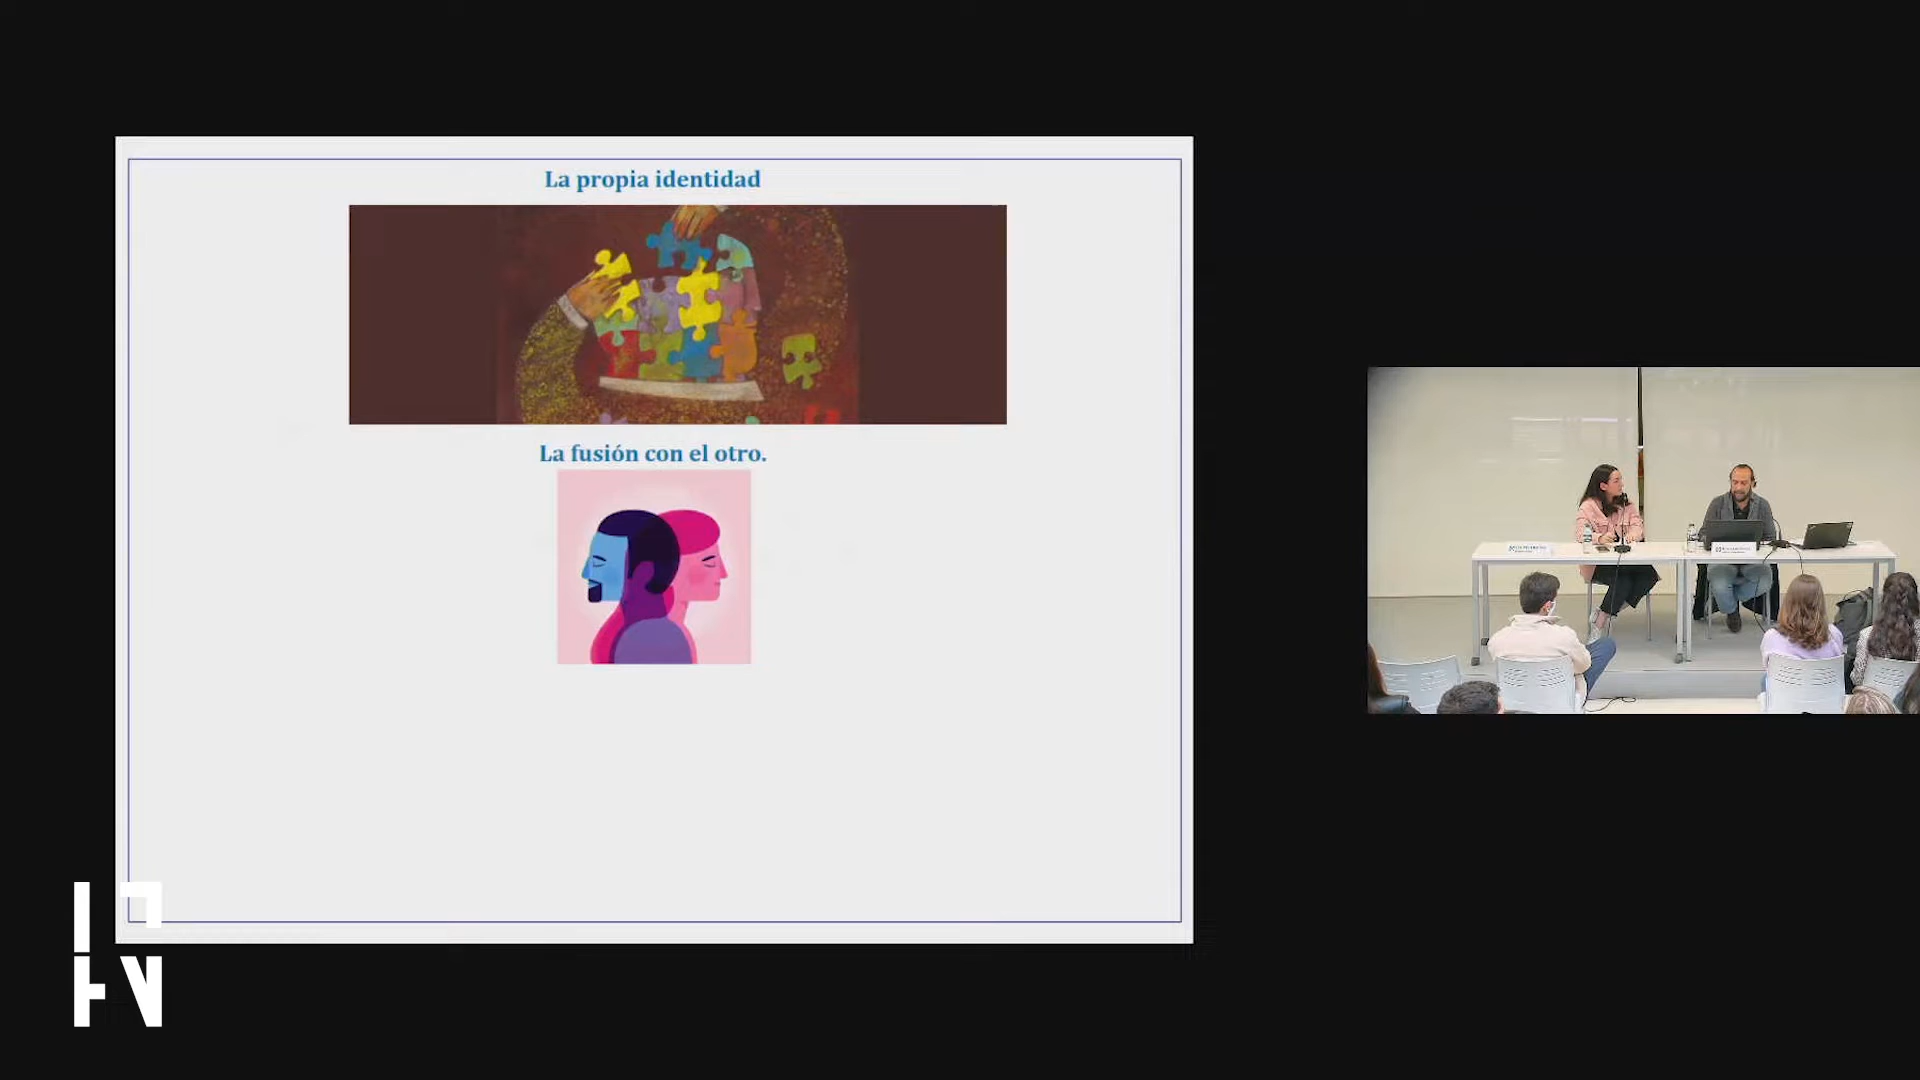 La propia identidad
La fusión con el otro.